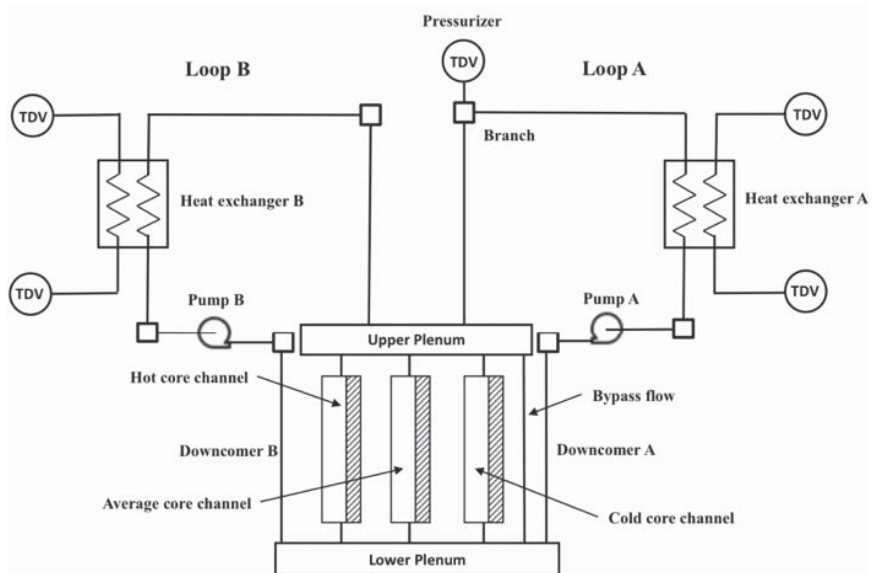 Pressurizer
TDV
Loop B
Loop A
TDV
TDV
Branch
Heat exchanger B
Heat exchanger A
TDV
TDV
Pump B
Pump A
Upper Plenum
Hot core channel
Bypass flow
Downcomer B
Downcomer A
Average core channel
Cold core channel
Lower Plenum